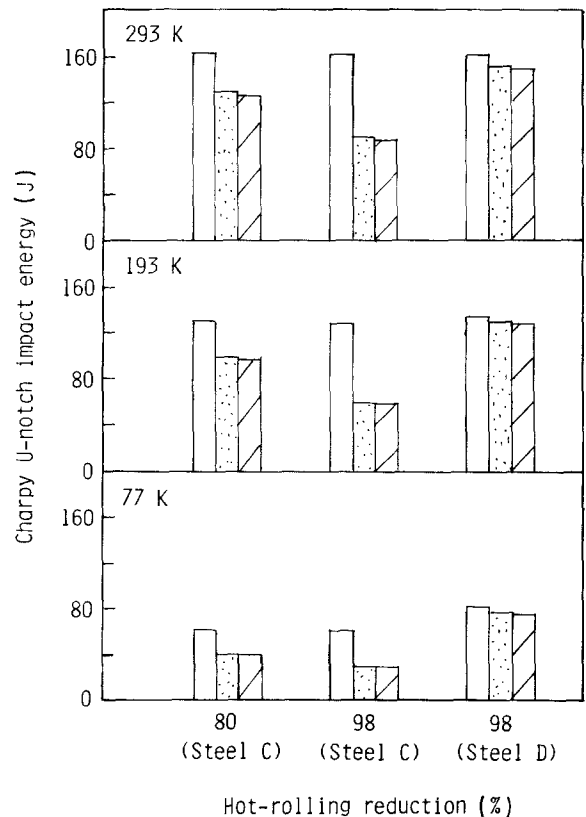 Charpy U-notch impact energy (J)
293 K
160
80
0
193 K
160
80
0
77 K
160
80
0
80 98 98
(Steel C) (Steel C) (Steel D)
Hot-rolling reduction (%)